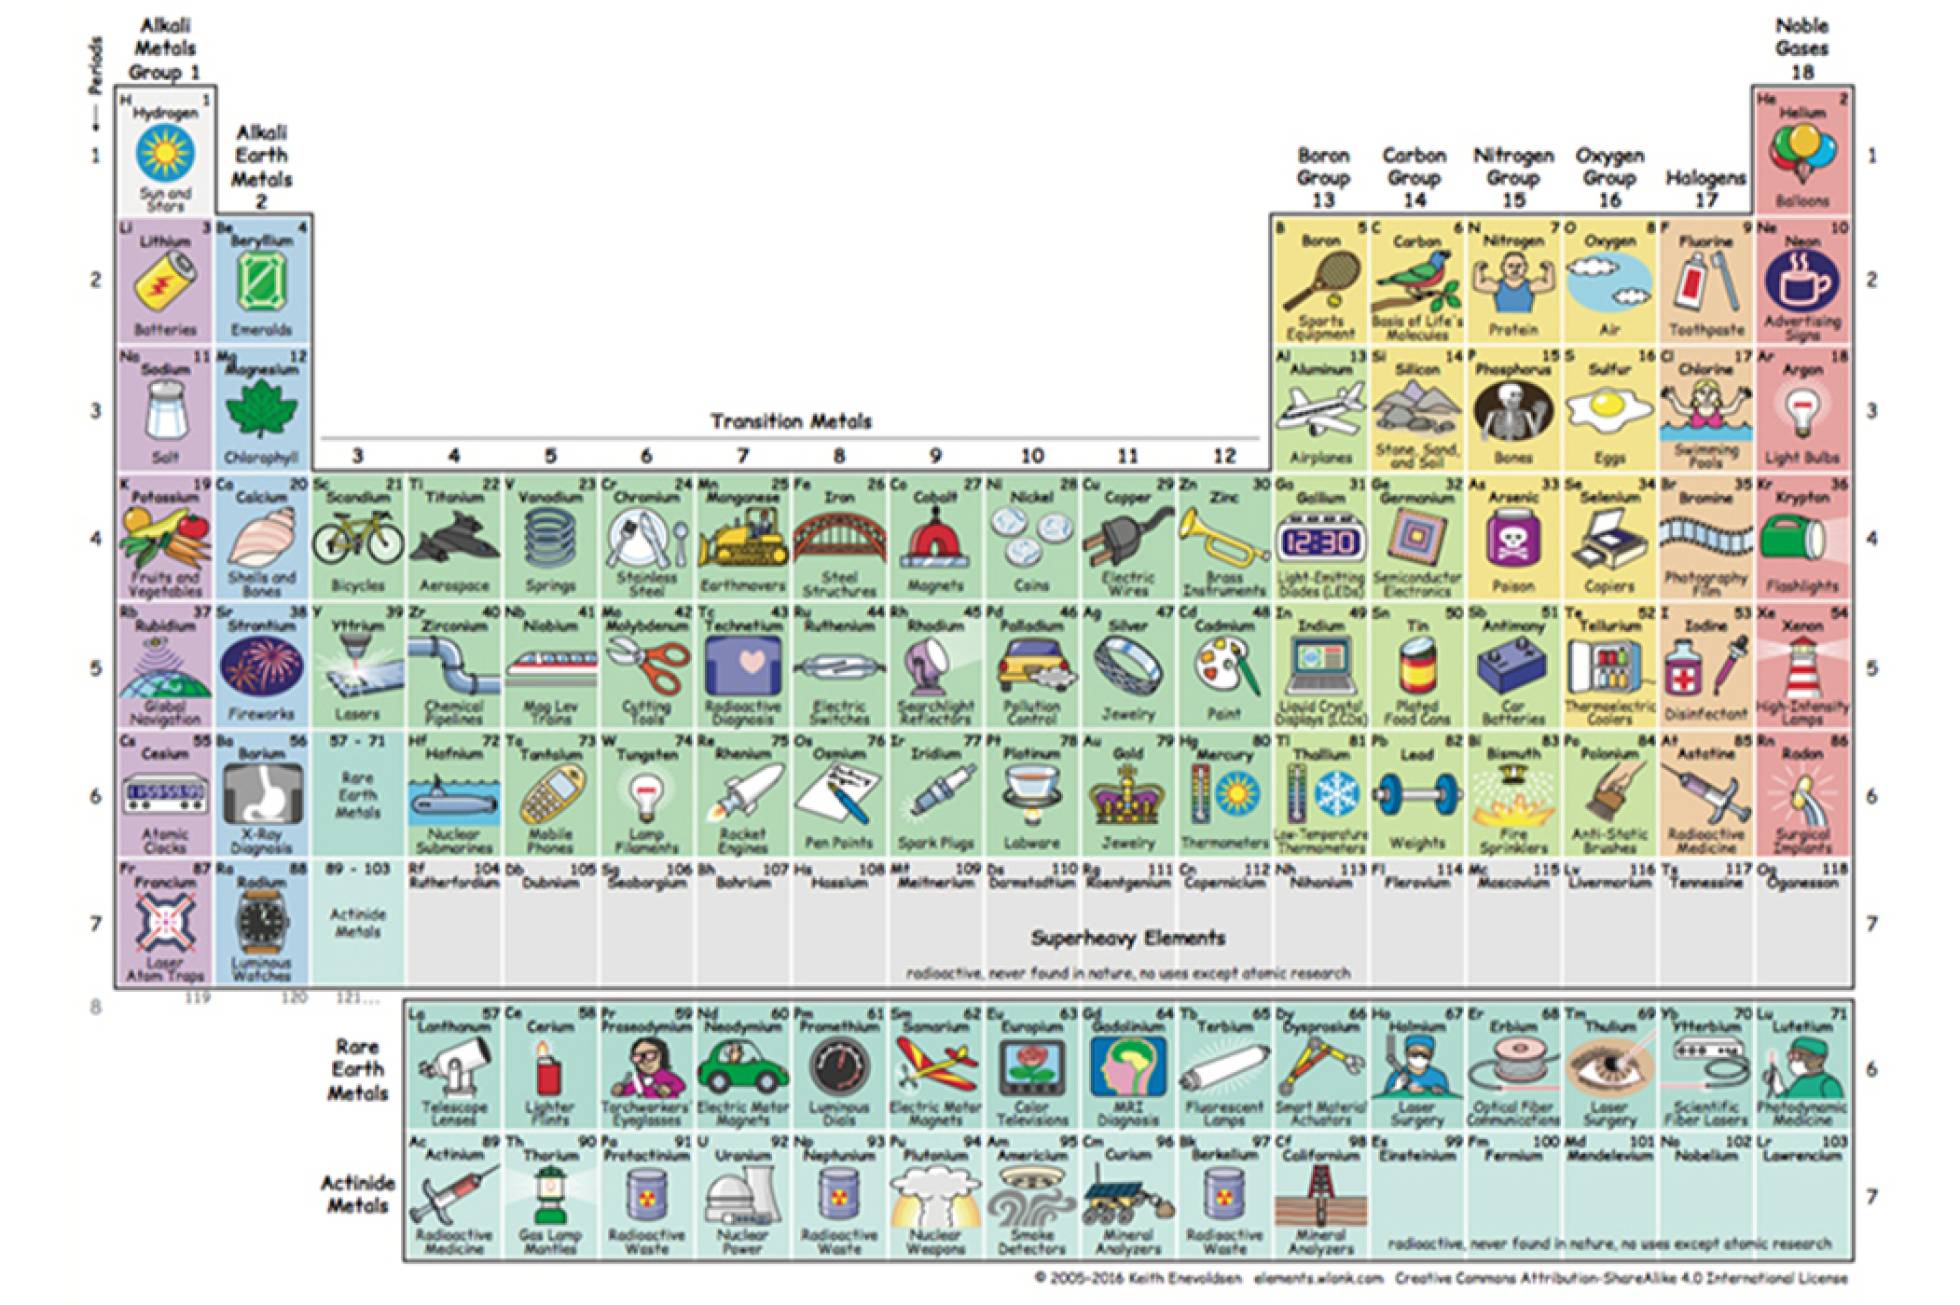 Alkali
Metals
Group 1
Noble
Gases
18
Periods
H 1
Hydrogen
Sun and
Stars
Alkali
Earth
Metals
2
Boron
Group
13
Carbon
Group
14
Nitrogen
Group
15
Oxygen
Group
16
Halogens
17
He 2
Helium
Balloons
1 1
Li 3 Be 4 B 5 C 6 N 7 O 8 F 9 Ne 10
Lithium Beryllium Boron Carbon Nitrogen Oxygen Fluorine Neon
2 2
Batteries Emeralds Sports Equipment Basis of Life's Molecules Protein Air Toothpaste Advertising Signs
Na 11 Mg 12 Al 13 Si 14 P 15 S 16 Cl 17 Ar 18
Sodium Magnesium Aluminum Silicon Phosphorus Sulfur Chlorine Argon
3 3
Salt Chlorophyll Airplanes Stone, Sand, and Soil Bones Eggs Swimming Pools Light Bulbs
Transition Metals
3 4 5 6 7 8 9 10 11 12
K 19 Ca 20 Sc 21 Ti 22 V 23 Cr 24 Mn 25 Fe 26 Co 27 Ni 28 Cu 29 Zn 30 Ga 31 Ge 32 As 33 Se 34 Br 35 Kr 36
Potassium Calcium Scandium Titanium Vanadium Chromium Manganese Iron Cobalt Nickel Copper Zinc Gallium Germanium Arsenic Selenium Bromine Krypton
4 12:30 4
Fruits and Vegetables Shells and Bones Bicycles Aerospace Springs Stainless Steel Earthmovers Steel Structures Magnets Coins Electric Wires Brass Instruments Light-Emitting Diodes (LEDs) Semiconductor Electronics Poison Copiers Photography Film Flashlights
Rb 37 Sr 38 Y 39 Zr 40 Nb 41 Mo 42 Tc 43 Ru 44 Rh 45 Pd 46 Ag 47 Cd 48 In 49 Sn 50 Sb 51 Te 52 I 53 Xe 54
Rubidium Strontium Yttrium Zirconium Niobium Molybdenum Technetium Ruthenium Rhodium Palladium Silver Cadmium Indium Tin Antimony Tellurium Iodine Xenon
5 5
Global Navigation Fireworks Lasers Chemical Pipelines Mag Lev Trains Cutting Tools Radioactive Diagnosis Electric Switches Searchlight Reflectors Pollution Control Jewelry Paint Liquid Crystal Displays (LCDs) Plated Food Cans Car Batteries Thermoelectric Coolers Disinfectant High-Intensity Lamps
Cs 55 Ba 56 57 - 71 Hf 72 Ta 73 W 74 Re 75 Os 76 Ir 77 Pt 78 Au 79 Hg 80 Tl 81 Pb 82 Bi 83 Po 84 At 85 Rn 86
Cesium Barium Rare Earth Metals Hafnium Tantalum Tungsten Rhenium Osmium Iridium Platinum Gold Mercury Thallium Lead Bismuth Polonium Astatine Radon
6 6
Atomic Clocks X-Ray Diagnosis Nuclear Submarines Mobile Phones Lamp Filaments Rocket Engines Pen Points Spark Plugs Labware Jewelry Thermometers Low-Temperature Thermometers Weights Fire Sprinklers Anti-Static Brushes Radioactive Medicine Surgical Implants
Fr 87 Ra 88 89 - 103 Rf 104 Db 105 Sg 106 Bh 107 Hs 108 Mt 109 Ds 110 Rg 111 Cn 112 Nh 113 Fl 114 Mc 115 Lv 116 Ts 117 Og 118
Francium Radium Actinide Metals Rutherfordium Dubnium Seaborgium Bohrium Hassium Meitnerium Darmstadtium Roentgenium Copernicium Nihonium Flerovium Moscovium Livermorium Tennessine Oganesson
7 7
Laser Atom Traps Luminous Watches
Superheavy Elements
radioactive, never found in nature, no uses except atomic research
8 119 120 121...
La 57 Ce 58 Pr 59 Nd 60 Pm 61 Sm 62 Eu 63 Gd 64 Tb 65 Dy 66 Ho 67 Er 68 Tm 69 Yb 70 Lu 71
Lanthanum Cerium Praseodymium Neodymium Promethium Samarium Europium Gadolinium Terbium Dysprosium Holmium Erbium Thulium Ytterbium Lutetium
Rare
Earth
Metals
6
Telescope Lenses Lighter Flints Torchworkers' Eyeglasses Electric Motor Magnets Luminous Dials Electric Motor Magnets Color Televisions MRI Diagnosis Fluorescent Lamps Smart Material Actuators Laser Surgery Optical Fiber Communications Laser Surgery Scientific Fiber Lasers Photodynamic Medicine
Ac 89 Th 90 Pa 91 U 92 Np 93 Pu 94 Am 95 Cm 96 Bk 97 Cf 98 Es 99 Fm 100 Md 101 No 102 Lr 103
Actinium Thorium Protactinium Uranium Neptunium Plutonium Americium Curium Berkelium Californium Einsteinium Fermium Mendelevium Nobelium Lawrencium
Actinide
Metals
7
Radioactive Medicine Gas Lamp Mantles Radioactive Waste Nuclear Power Radioactive Waste Nuclear Weapons Smoke Detectors Mineral Analyzers Radioactive Waste Mineral Analyzers
radioactive, never found in nature, no uses except atomic research
© 2005-2016 Keith Enevoldsen elements.wlonk.com Creative Commons Attribution-ShareAlike 4.0 International License